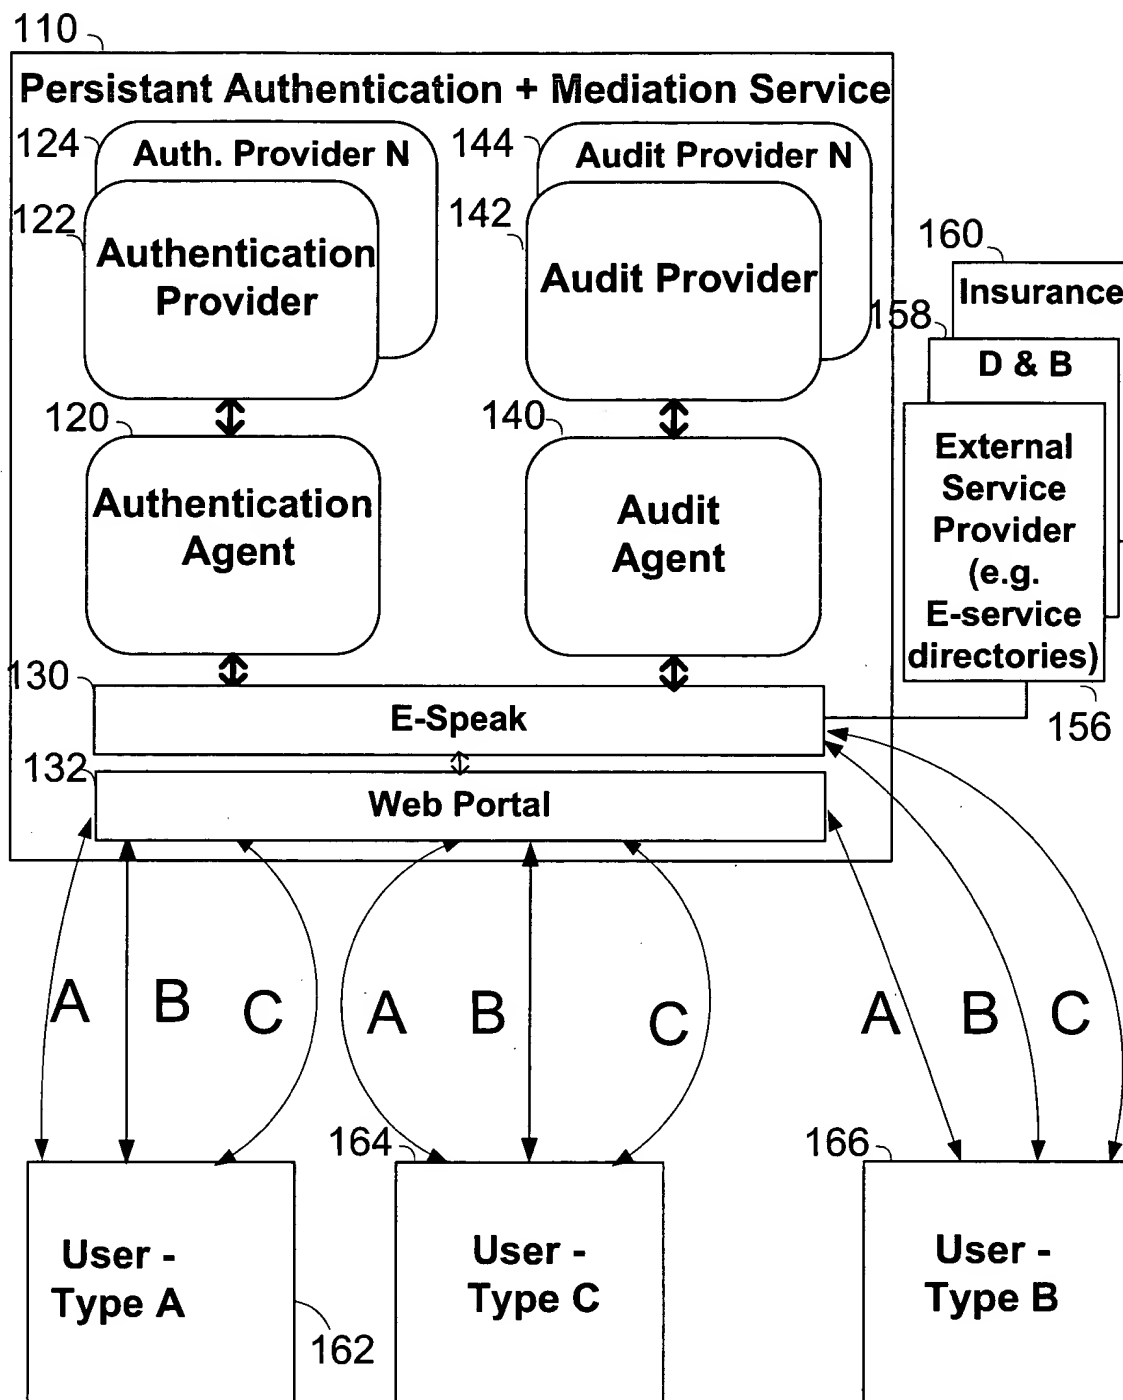 110
Persistant Authentication + Mediation Service
124
Auth. Provider N
144
Audit Provider N
122
Authentication
Provider
142
Audit Provider
160
Insurance
158
D & B
External
Service
Provider
(e.g.
E-service
directories)
156
120
Authentication
Agent
140
Audit
Agent
130
E-Speak
132
Web Portal
A
B
C
A
B
C
A
B
C
164
166
User -
Type A
162
User -
Type C
User -
Type B